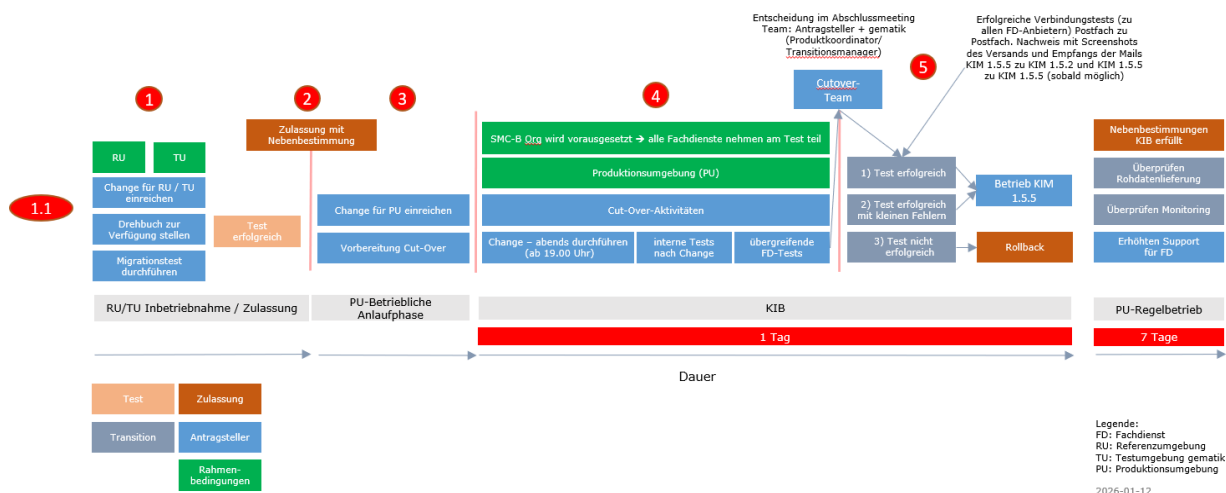 Entscheidung im Abschlussmeeting
Team: Antragsteller + gematik
(Produktkoordinator/
Transitionsmanager)
Erfolgreiche Verbindungstests (zu
allen FD-Anbietern) Postfach zu
Postfach. Nachweis mit Screenshots
des Versands und Empfangs der Mails
KIM 1.5.5 zu KIM 1.5.2 und KIM 1.5.5
zu KIM 1.5.5 (sobald möglich)
1
2
3
4
5
Cutover-
Team
1.1
RU
TU
Change für RU / TU
einreichen
Drehbuch zur
Verfügung stellen
Migrationstest
durchführen
Test
erfolgreich
Zulassung mit
Nebenbestimmung
Change für PU einreichen
Vorbereitung Cut-Over
SMC-B Org wird vorausgesetzt → alle Fachdienste nehmen am Test teil
Produktionsumgebung (PU)
Cut-Over-Aktivitäten
Change – abends durchführen
(ab 19.00 Uhr)
interne Tests
nach Change
übergreifende
FD-Tests
1) Test erfolgreich
2) Test erfolgreich
mit kleinen Fehlern
3) Test nicht
erfolgreich
Betrieb KIM
1.5.5
Rollback
Nebenbestimmungen
KIB erfüllt
Überprüfen
Rohdatenlieferung
Überprüfen Monitoring
Erhöhten Support
für FD
RU/TU Inbetriebnahme / Zulassung
PU-Betriebliche
Anlaufphase
KIB
PU-Regelbetrieb
1 Tag
7 Tage
Dauer
Test
Zulassung
Transition
Antragsteller
Rahmen-
bedingungen
Legende:
FD: Fachdienst
RU: Referenzumgebung
TU: Testumgebung gematik
PU: Produktionsumgebung
2026-01-12